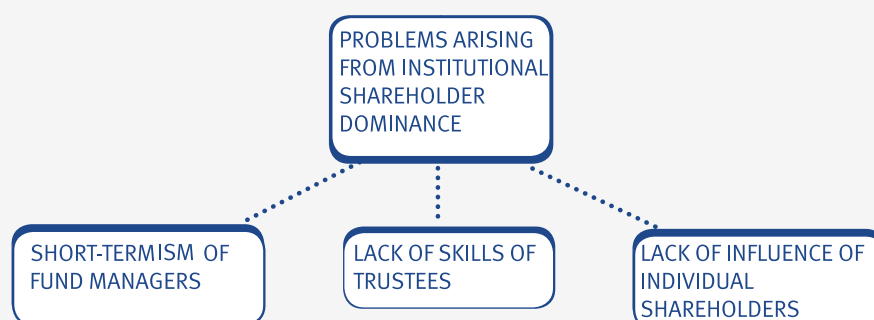 PROBLEMS ARISING
FROM INSTITUTIONAL
SHAREHOLDER
DOMINANCE
SHORT-TERMISM OF
FUND MANAGERS
LACK OF SKILLS OF
TRUSTEES
LACK OF INFLUENCE OF
INDIVIDUAL
SHAREHOLDERS